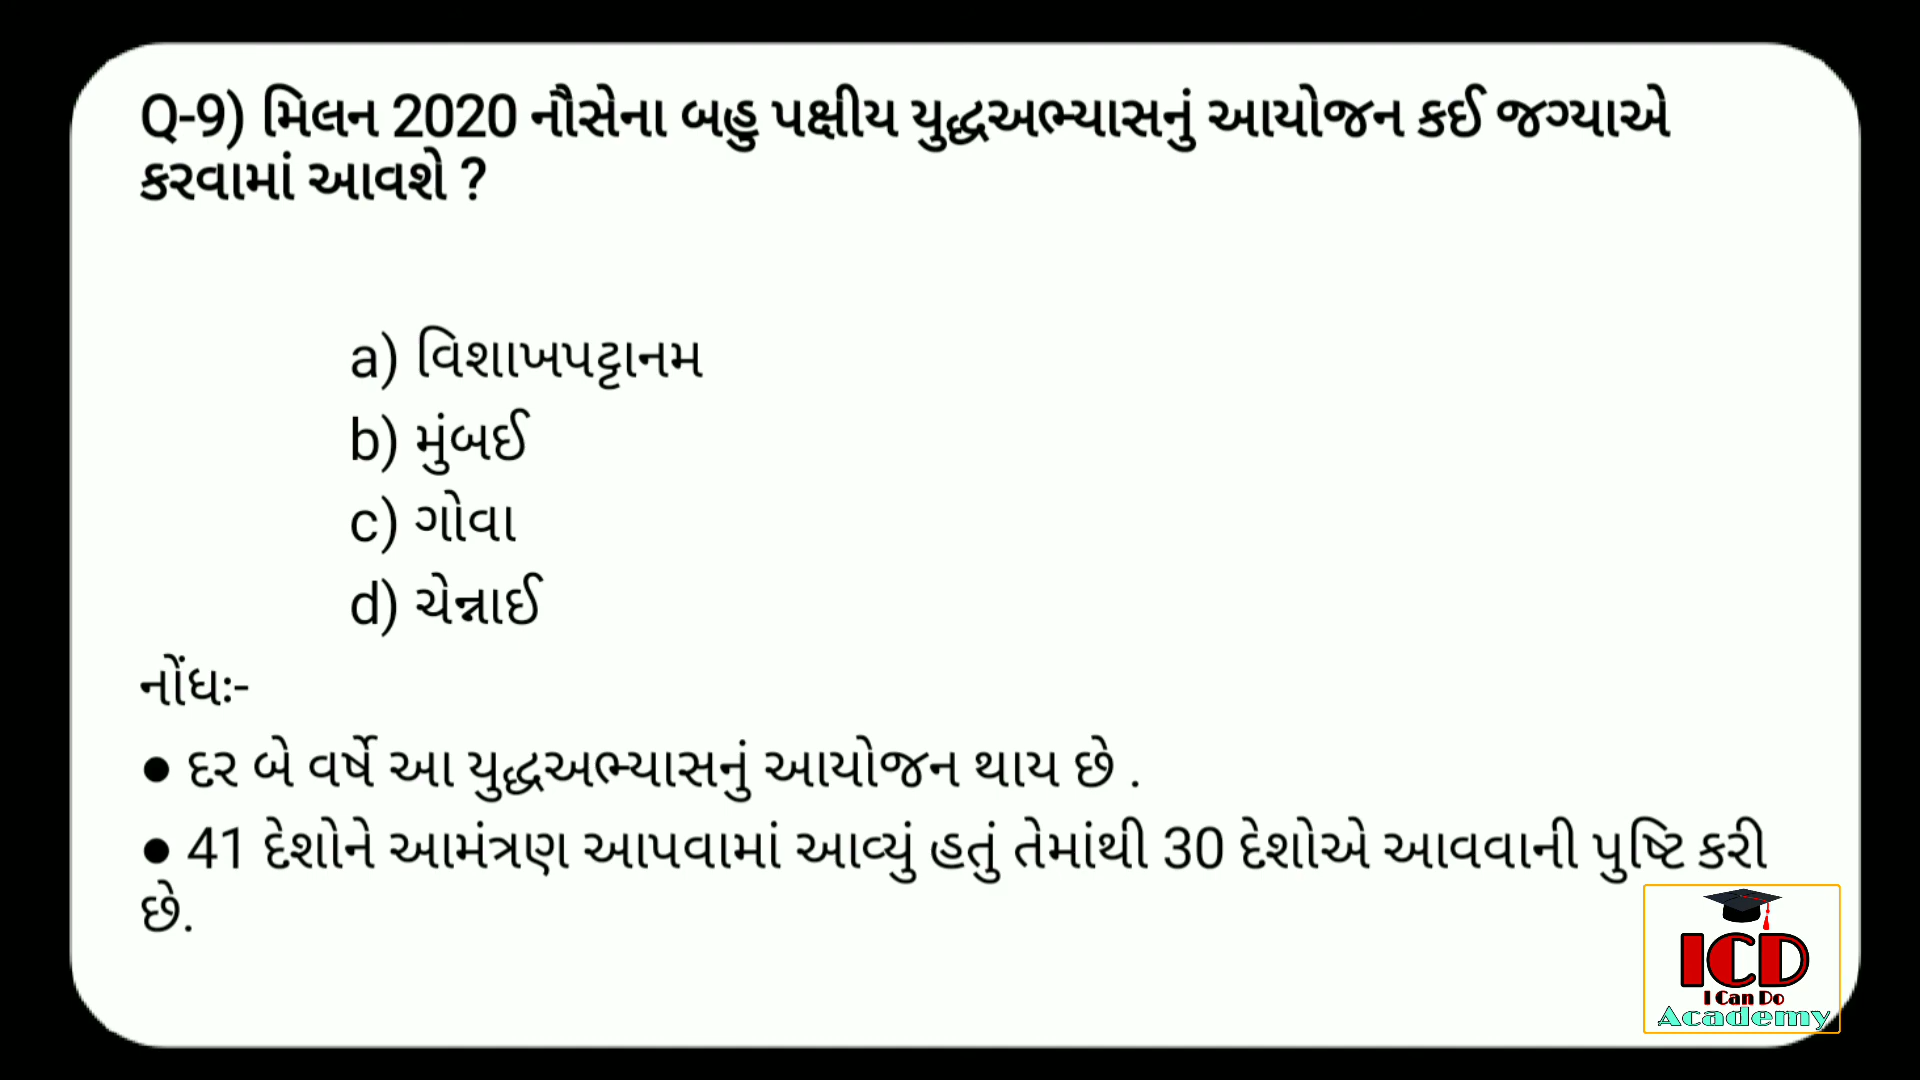 Q-9) મિલન 2020 નૌસેના બહુ પક્ષીય યુદ્ધઅભ્યાસનું આયોજન કઈ જગ્યાએ
કરવામાં આવશે ?
a) વિશાખપટ્ટાનમ
b) મુંબઈ
c) ગોવા
d) ચેન્નાઈ
નોંધઃ-
● દર બે વર્ષે આ યુદ્ધઅભ્યાસનું આયોજન થાય છે .
● 41 દેશોને આમંત્રણ આપવામાં આવ્યું હતું તેમાંથી 30 દેશોએ આવવાની પુષ્ટિ કરી
છે.
ICD
I Can Do
Academy